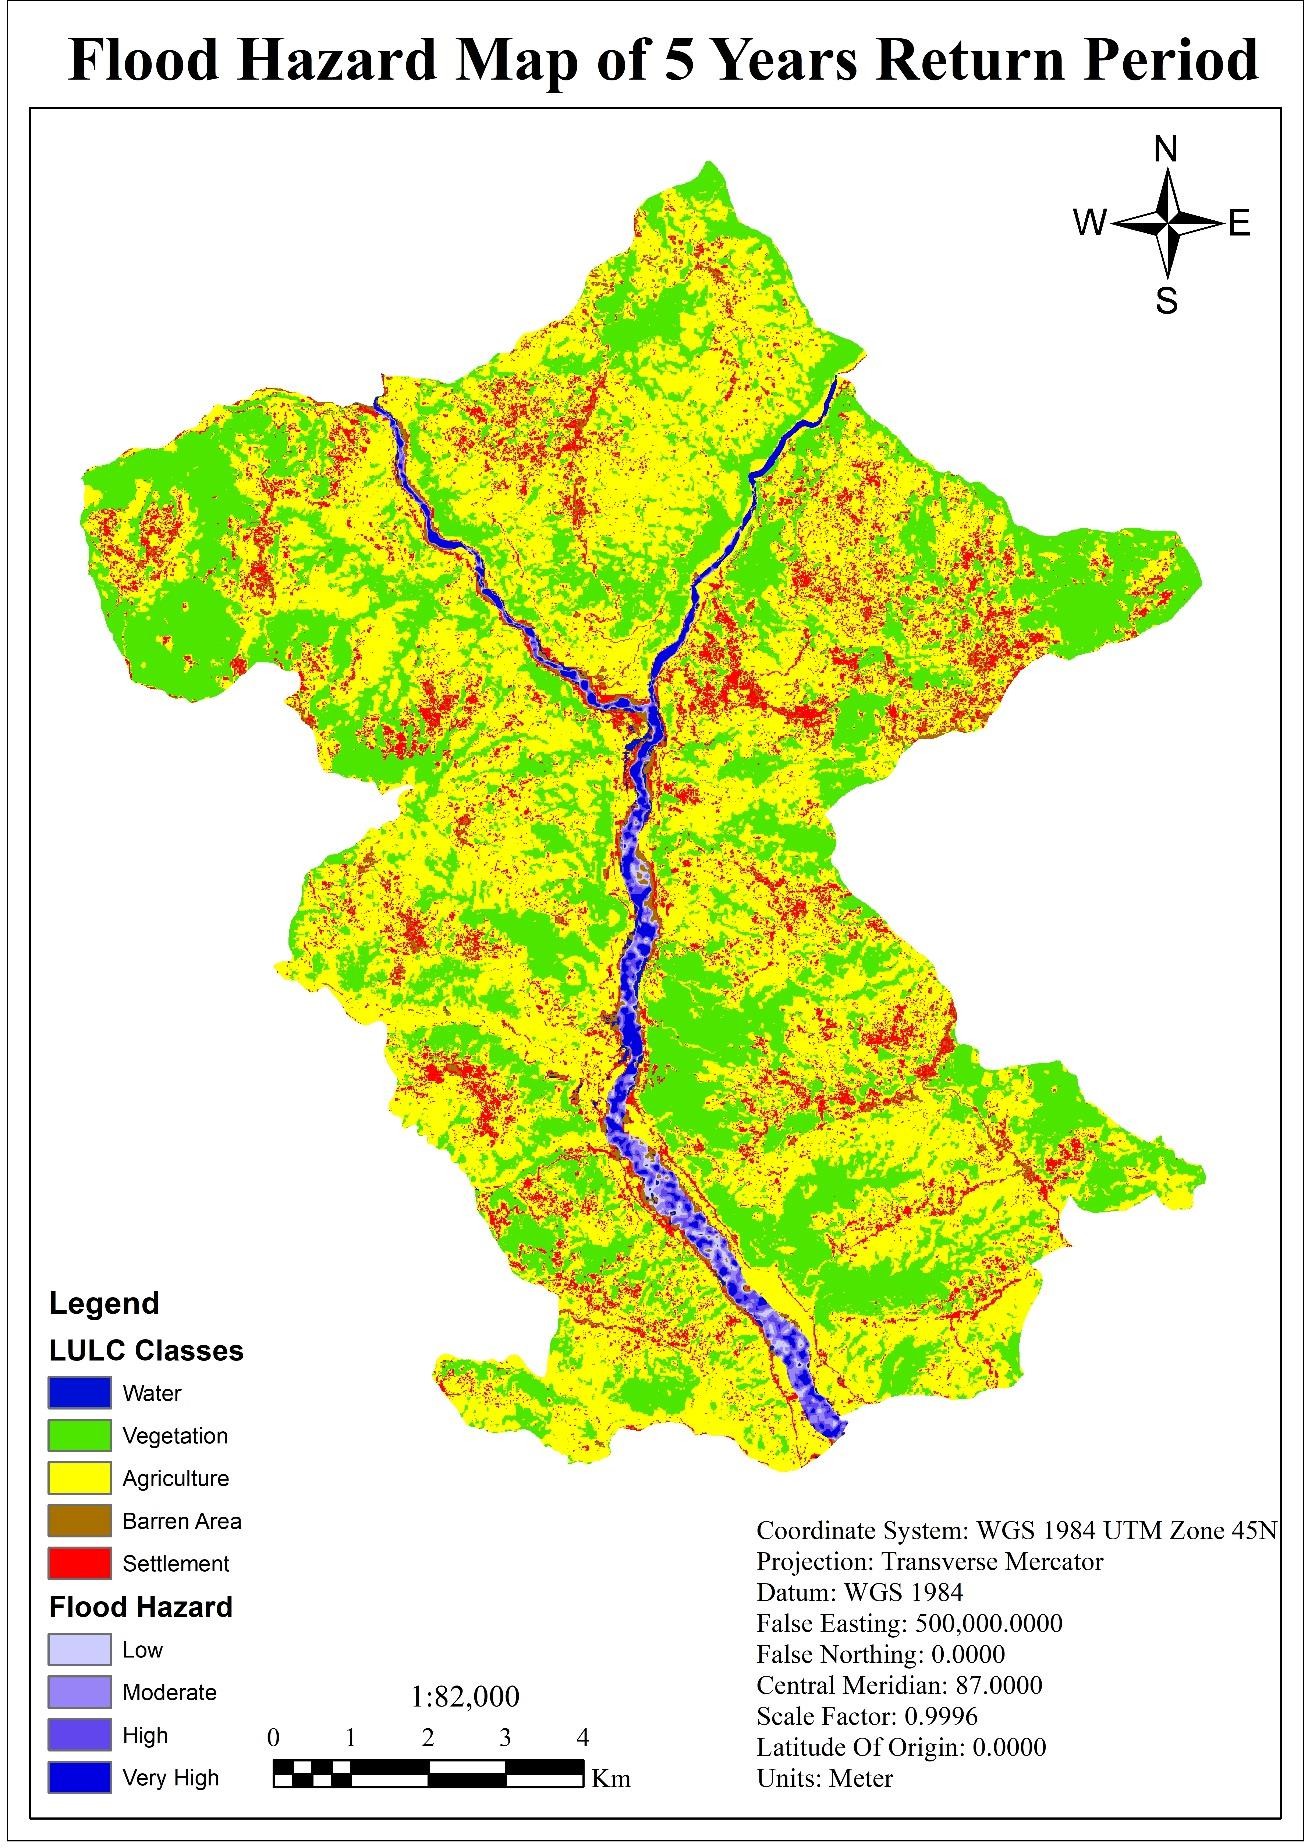 Flood Hazard Map of 5 Years Return Period
N
W E
S
Legend
LULC Classes
Water
Vegetation
Agriculture
Barren Area
Settlement
Flood Hazard
Low
Moderate
High
Very High
1:82,000
0 1 2 3 4
Km
Coordinate System: WGS 1984 UTM Zone 45N
Projection: Transverse Mercator
Datum: WGS 1984
False Easting: 500,000.0000
False Northing: 0.0000
Central Meridian: 87.0000
Scale Factor: 0.9996
Latitude Of Origin: 0.0000
Units: Meter